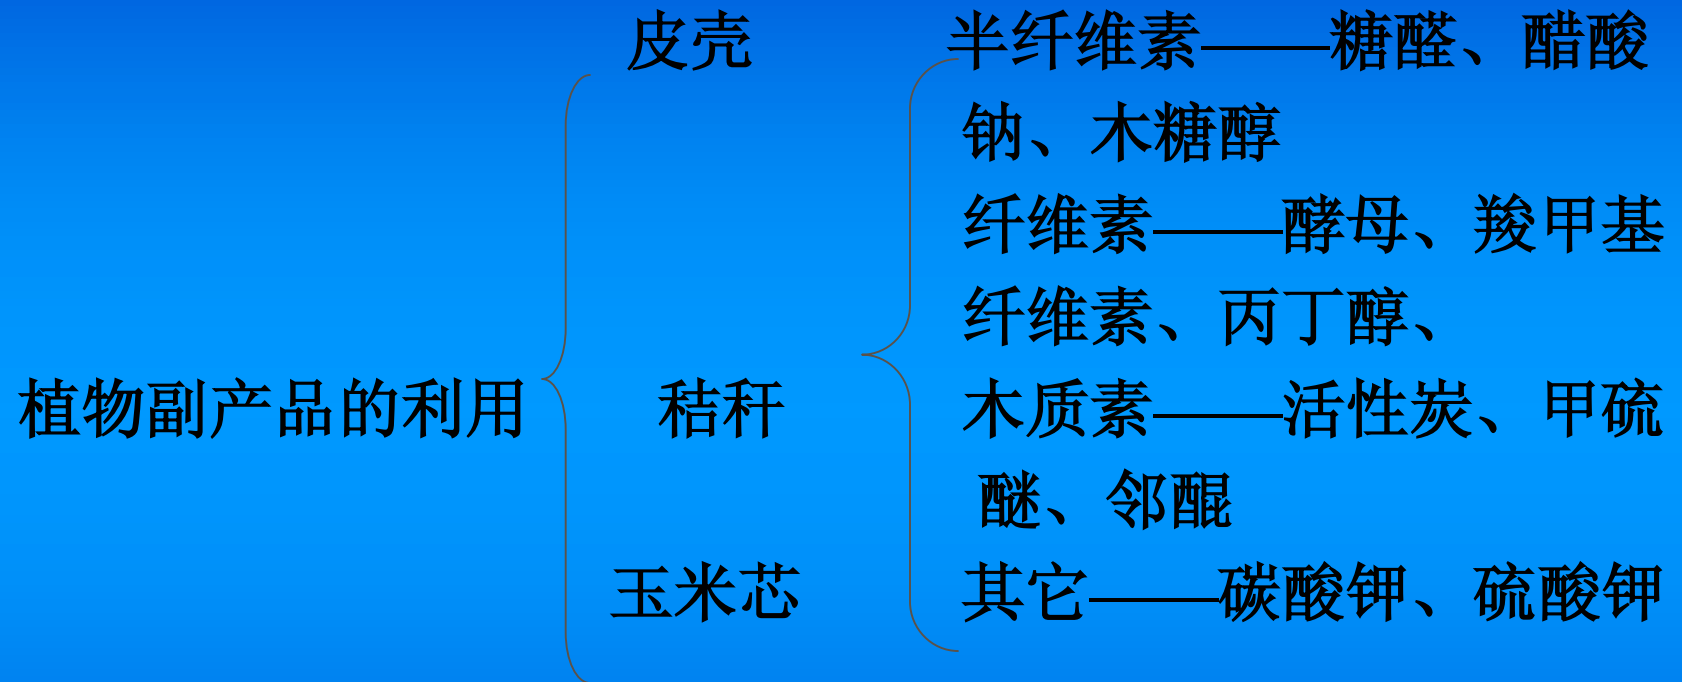 皮壳
半纤维素——糖醛、醋酸
钠、木糖醇
纤维素——酵母、羧甲基
纤维素、丙丁醇、
植物副产品的利用
秸秆
木质素——活性炭、甲硫
醚、邻醌
玉米芯
其它——碳酸钾、硫酸钾